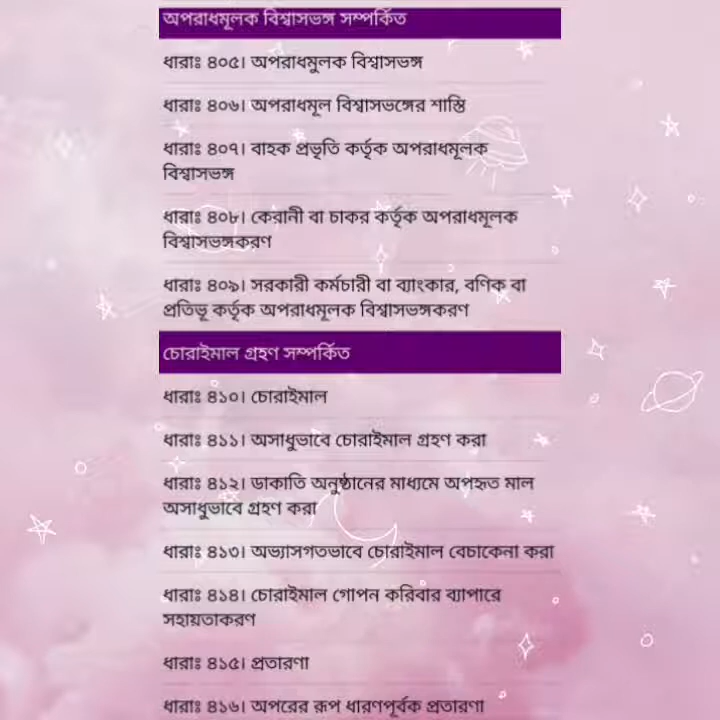 অপরাধমূলক বিশ্বাসভঙ্গ সম্পর্কিত
ধারাঃ ৪০৫। অপরাধমুলক বিশ্বাসভঙ্গ
ধারাঃ ৪০৬। অপরাধমূল বিশ্বাসভঙ্গের শাস্তি
ধারাঃ ৪০৭। বাহক প্রভৃতি কর্তৃক অপরাধমূলক
বিশ্বাসভঙ্গ
ধারাঃ ৪০৮। কেরানী বা চাকর কর্তৃক অপরাধমূলক
বিশ্বাসভঙ্গকরণ
ধারাঃ ৪০৯। সরকারী কর্মচারী বা ব্যাংকার, বণিক বা
প্রতিভূ কর্তৃক অপরাধমূলক বিশ্বাসভঙ্গকরণ
চোরাইমাল গ্রহণ সম্পর্কিত
ধারাঃ ৪১০। চোরাইমাল
ধারাঃ ৪১১। অসাধুভাবে চোরাইমাল গ্রহণ করা
ধারাঃ ৪১২। ডাকাতি অনুষ্ঠানের মাধ্যমে অপহৃত মাল
অসাধুভাবে গ্রহণ করা
ধারাঃ ৪১৩। অভ্যাসগতভাবে চোরাইমাল বেচাকেনা করা
ধারাঃ ৪১৪। চোরাইমাল গোপন করিবার ব্যাপারে
সহায়তাকরণ
ধারাঃ ৪১৫। প্রতারণা
ধারাঃ ৪১৬। অপরের রূপ ধারণপূর্বক প্রতারণা